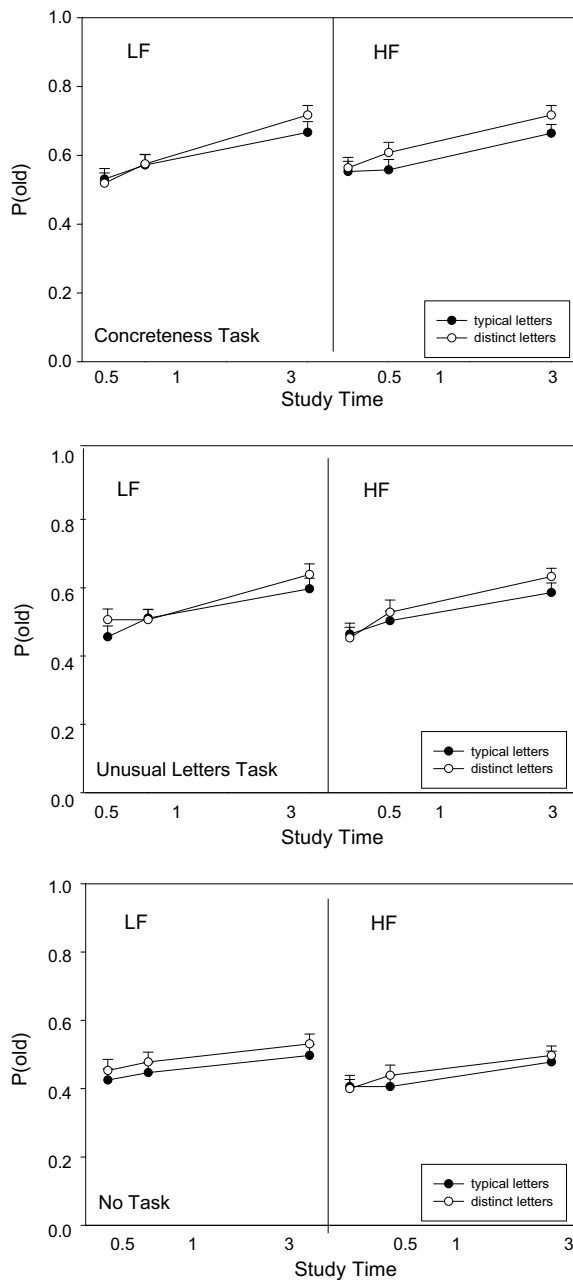 1.0
LF
HF
0.8
0.6
P(old)
0.4
0.2
typical letters
distinct letters
Concreteness Task
0.0
0.5 1 3 0.5 1 3
Study Time
1.0
LF
HF
0.8
0.6
P(old)
0.4
0.2
typical letters
distinct letters
Unusual Letters Task
0.0
0.5 1 3 0.5 1 3
Study Time
1.0
LF
HF
0.8
0.6
P(old)
0.4
0.2
typical letters
distinct letters
No Task
0.0
0.5 1 3 0.5 1 3
Study Time